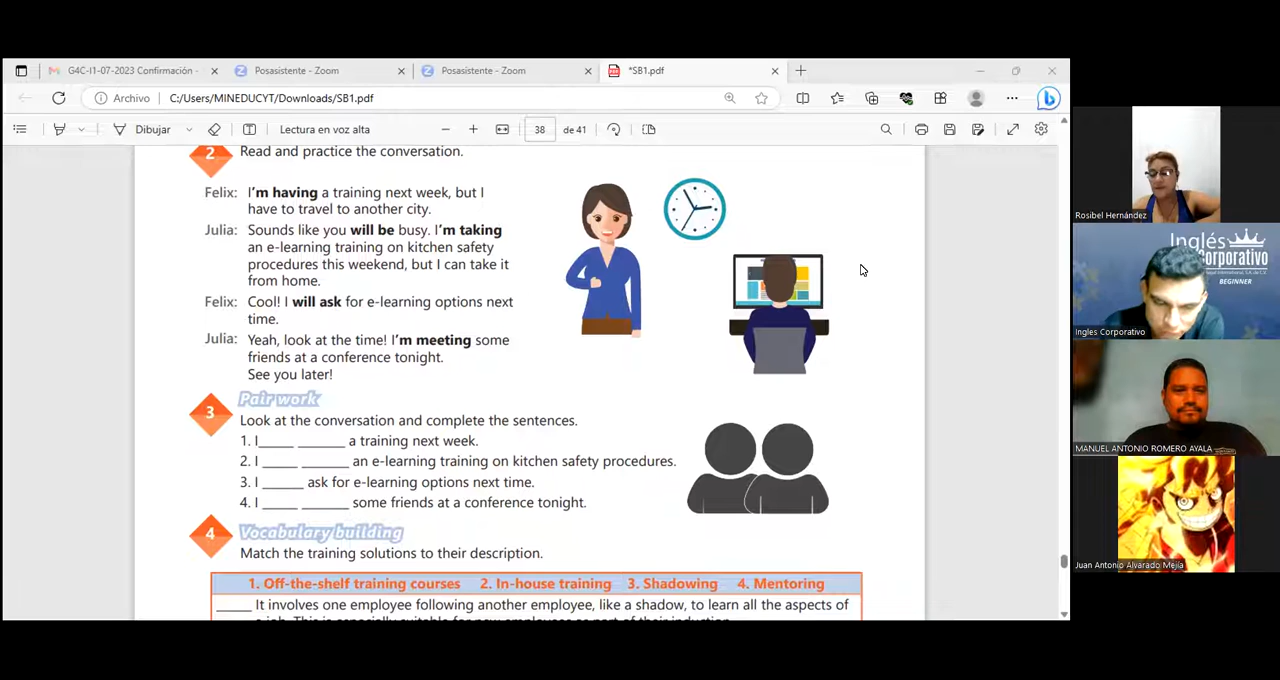 G4C-I1-07-2023 Confirmación -
Posasistente - Zoom
Posasistente - Zoom
*SB1.pdf
Archivo
C:/Users/MINEDUCYT/Downloads/SB1.pdf
Dibujar
Lectura en voz alta
38
de 41
2
Read and practice the conversation.
Felix: I'm having a training next week, but I
have to travel to another city.
Julia: Sounds like you will be busy. I'm taking
an e-learning training on kitchen safety
procedures this weekend, but I can take it
from home.
Felix: Cool! I will ask for e-learning options next
time.
Julia: Yeah, look at the time! I'm meeting some
friends at a conference tonight.
See you later!
3
Pair work
Look at the conversation and complete the sentences.
1. I_____ ______ a training next week.
2. I _____ ______ an e-learning training on kitchen safety procedures.
3. I ______ ask for e-learning options next time.
4. I _____ ______ some friends at a conference tonight.
4
Vocabulary building
Match the training solutions to their description.
1. Off-the-shelf training courses 2. In-house training 3. Shadowing 4. Mentoring
_____ It involves one employee following another employee, like a shadow, to learn all the aspects of
Rosibel Hernández
Inglés
BEGINNER
Ingles Corporativo
MANUEL ANTONIO ROMERO AYALA
Juan Antonio Alvarado Mejía